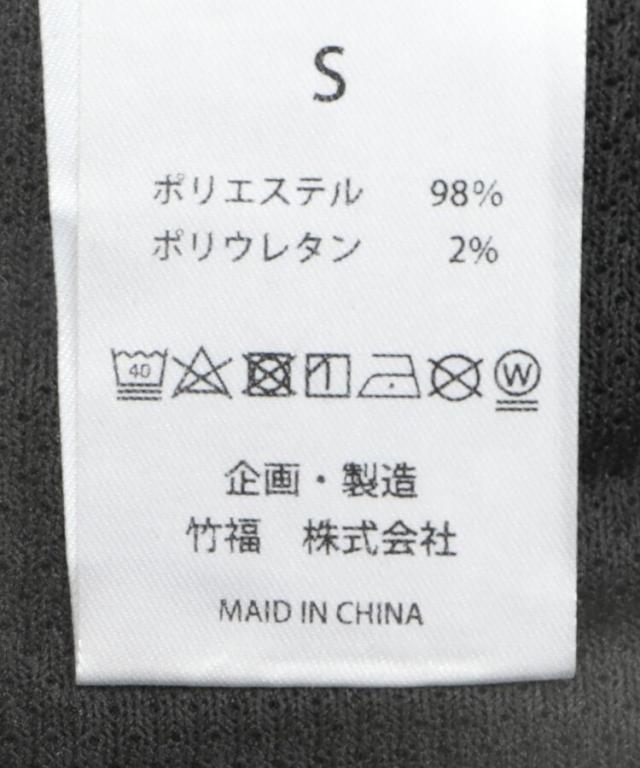 S
ポリエステル 98%
ポリウレタン 2%
40 W
企画・製造
竹福 株式会社
MAID IN CHINA